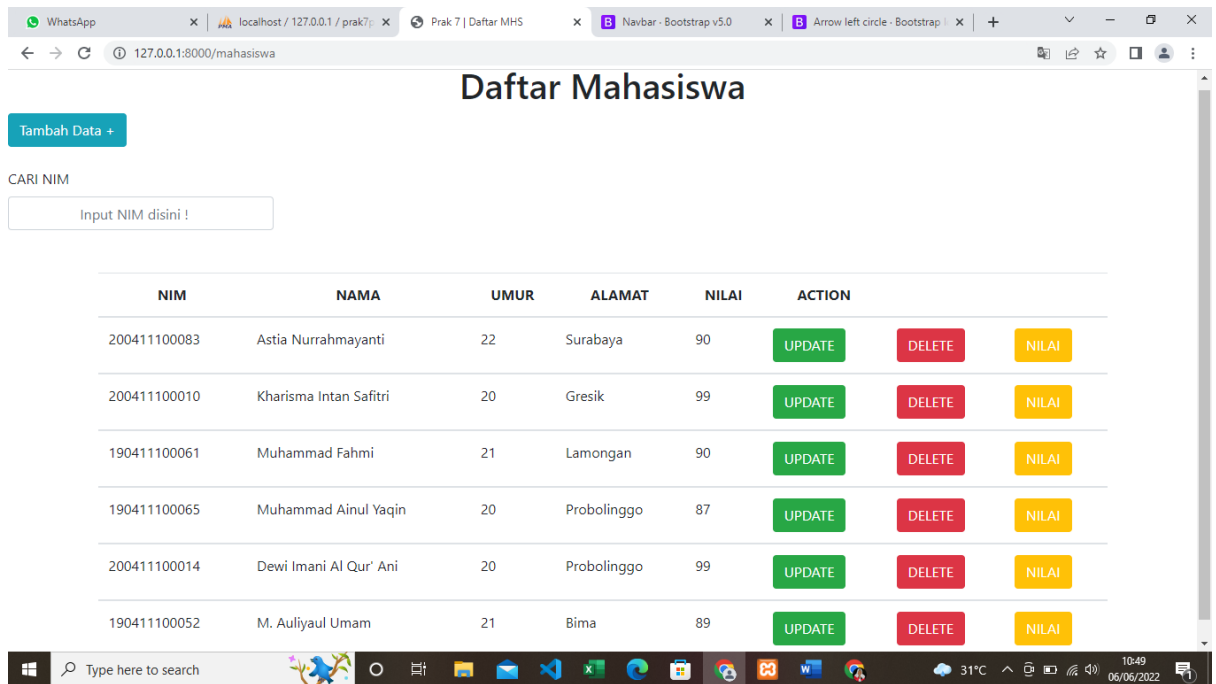 WhatsApp localhost / 127.0.0.1 / prak7p Prak 7 | Daftar MHS Navbar · Bootstrap v5.0 Arrow left circle · Bootstrap
127.0.0.1:8000/mahasiswa
Daftar Mahasiswa
Tambah Data +
CARI NIM
Input NIM disini !
NIM NAMA UMUR ALAMAT NILAI ACTION
200411100083 Astia Nurrahmayanti 22 Surabaya 90 UPDATE DELETE NILAI
200411100010 Kharisma Intan Safitri 20 Gresik 99 UPDATE DELETE NILAI
190411100061 Muhammad Fahmi 21 Lamongan 90 UPDATE DELETE NILAI
190411100065 Muhammad Ainul Yaqin 20 Probolinggo 87 UPDATE DELETE NILAI
200411100014 Dewi Imani Al Qur' Ani 20 Probolinggo 99 UPDATE DELETE NILAI
190411100052 M. Auliyaul Umam 21 Bima 89 UPDATE DELETE NILAI
Type here to search 31°C 10:49
06/06/2022